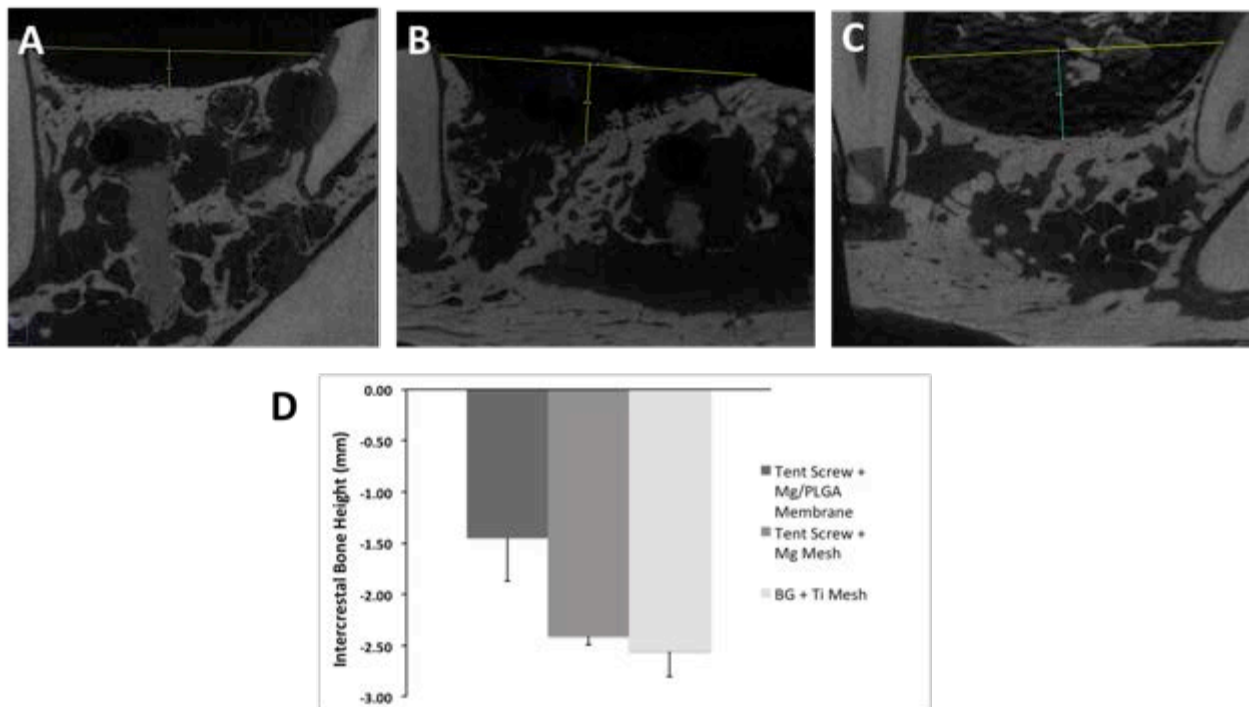 A
B
C
D
Intercrestal Bone Height (mm)
0.00
-0.50
-1.00
-1.50
-2.00
-2.50
-3.00
Tent Screw +
Mg/PLGA
Membrane
Tent Screw +
Mg Mesh
BG + Ti Mesh